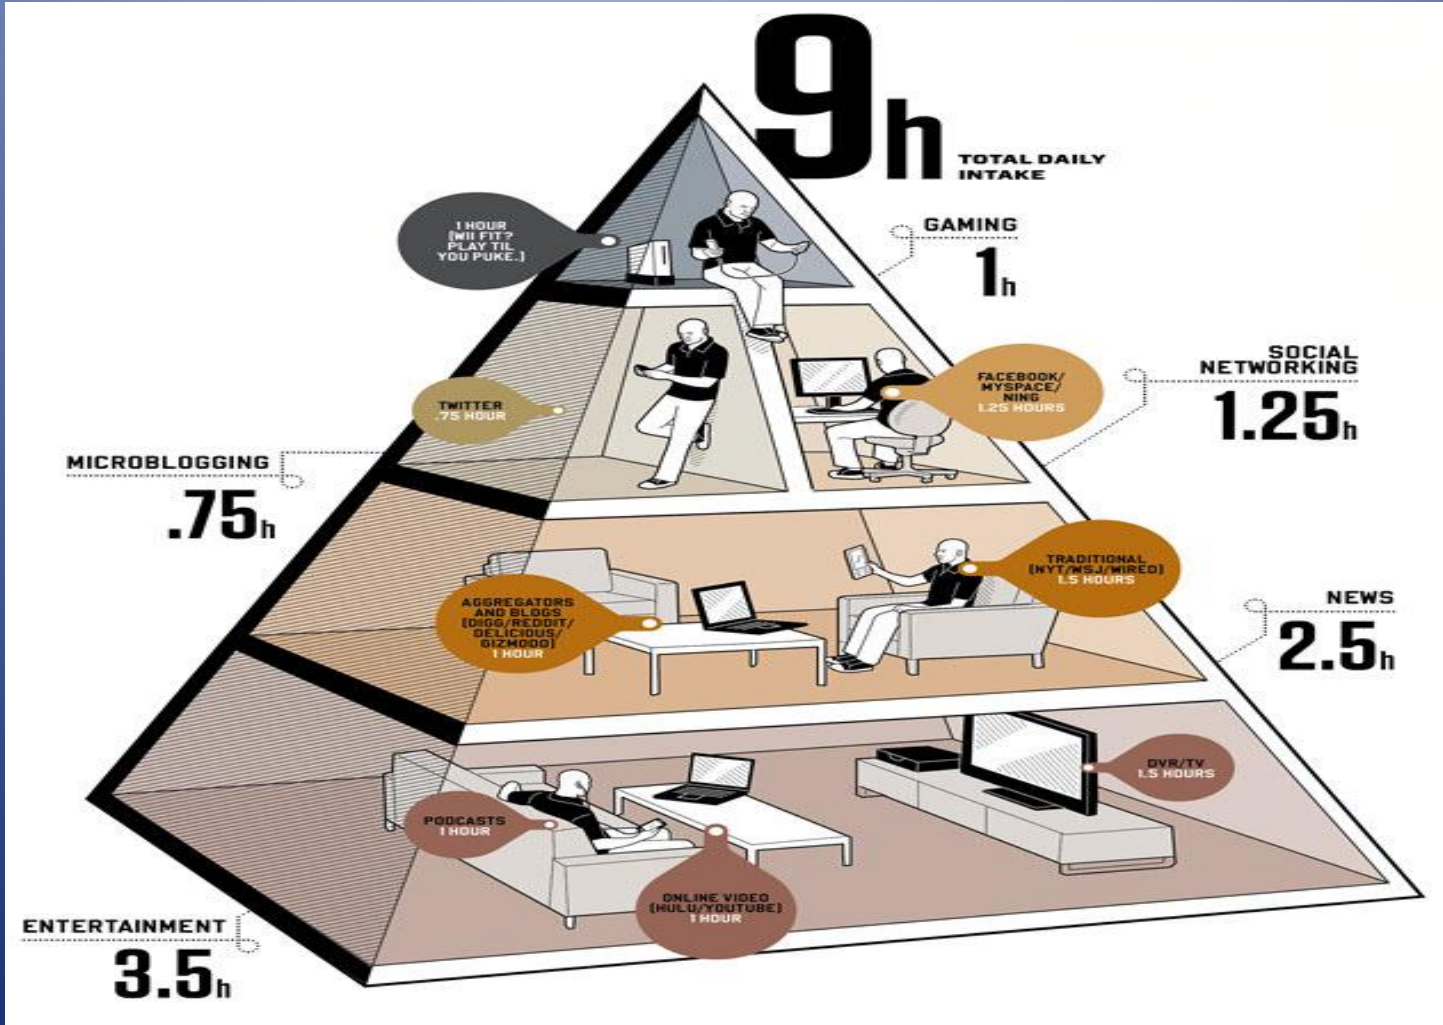 9h
TOTAL DAILY
INTAKE
1 HOUR
[WII FIT?
PLAY TIL
YOU PUKE.]
GAMING
1h
TWITTER
.75 HOUR
FACEBOOK/
MYSPACE/
NING
1.25 HOURS
SOCIAL
NETWORKING
1.25h
MICROBLOGGING
.75h
AGGREGATORS
AND BLOGS
[DIGG/REDDIT/
DELICIOUS/
GIZMODO]
1 HOUR
TRADITIONAL
[NYT/WSJ/WIRED]
1.5 HOURS
NEWS
2.5h
PODCASTS
1 HOUR
ONLINE VIDEO
[HULU/YOUTUBE]
1 HOUR
DVR/TV
1.5 HOURS
ENTERTAINMENT
3.5h